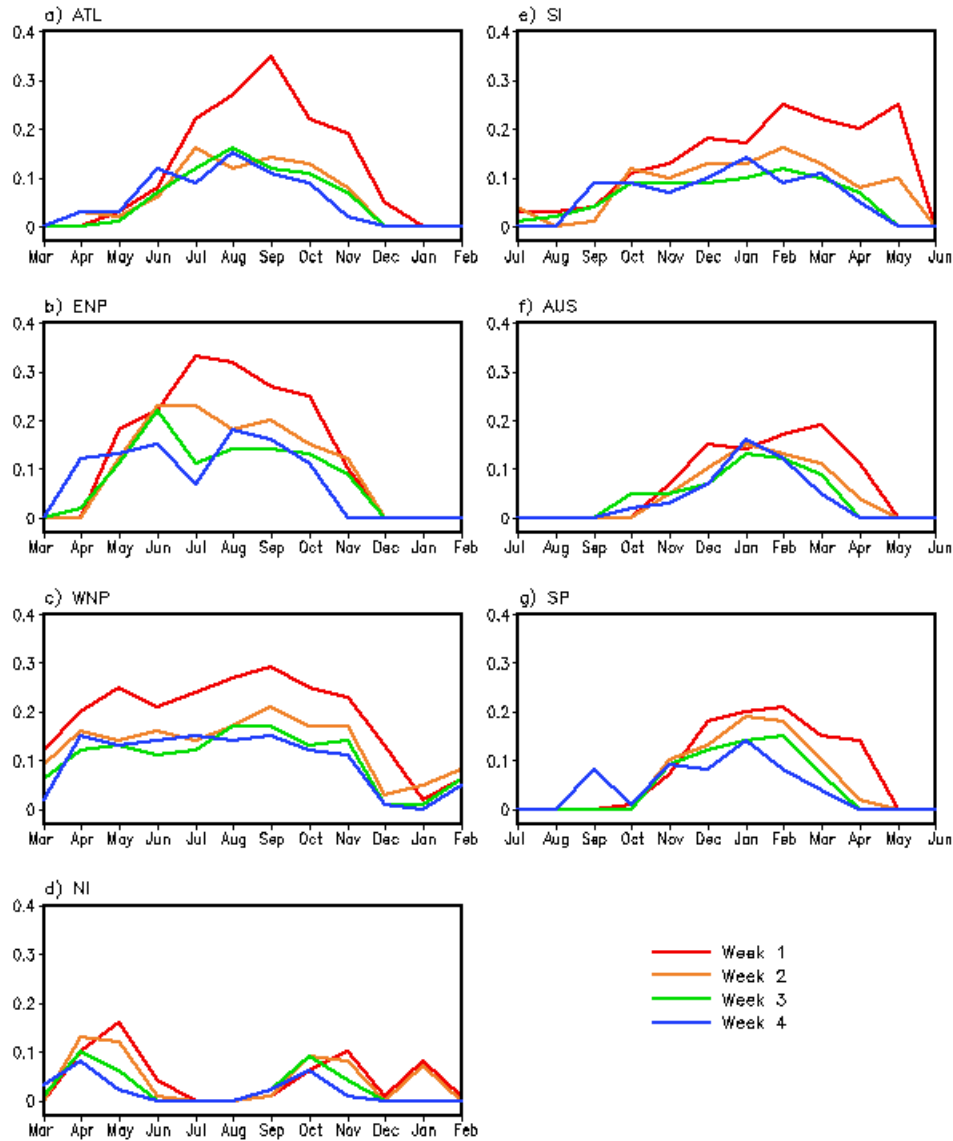 a) ATL
0.4
0.3
0.2
0.1
0
Mar Apr May Jun Jul Aug Sep Oct Nov Dec Jan Feb
b) ENP
0.4
0.3
0.2
0.1
0
Mar Apr May Jun Jul Aug Sep Oct Nov Dec Jan Feb
c) WNP
0.4
0.3
0.2
0.1
0
Mar Apr May Jun Jul Aug Sep Oct Nov Dec Jan Feb
d) NI
0.4
0.3
0.2
0.1
0
Mar Apr May Jun Jul Aug Sep Oct Nov Dec Jan Feb
e) SI
0.4
0.3
0.2
0.1
0
Jul Aug Sep Oct Nov Dec Jan Feb Mar Apr May Jun
f) AUS
0.4
0.3
0.2
0.1
0
Jul Aug Sep Oct Nov Dec Jan Feb Mar Apr May Jun
g) SP
0.4
0.3
0.2
0.1
0
Jul Aug Sep Oct Nov Dec Jan Feb Mar Apr May Jun
Week 1
Week 2
Week 3
Week 4